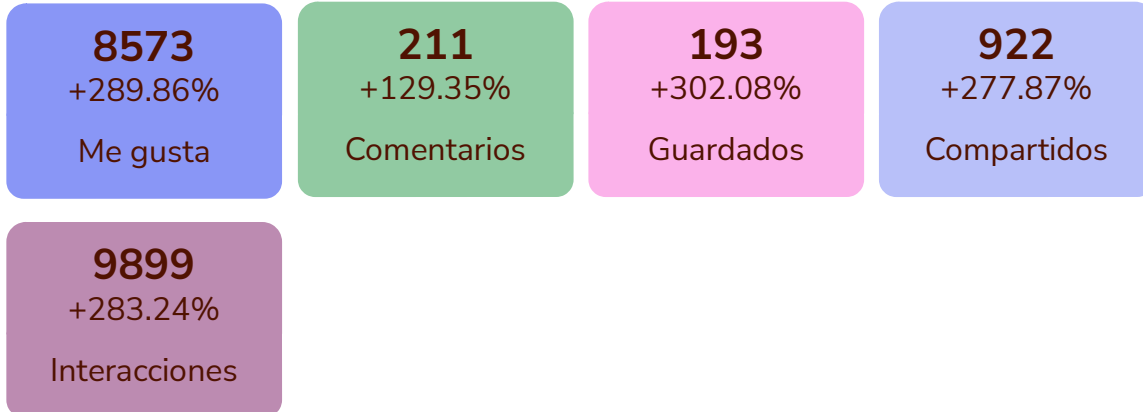 8573
+289.86%
Me gusta
211
+129.35%
Comentarios
193
+302.08%
Guardados
922
+277.87%
Compartidos
9899
+283.24%
Interacciones